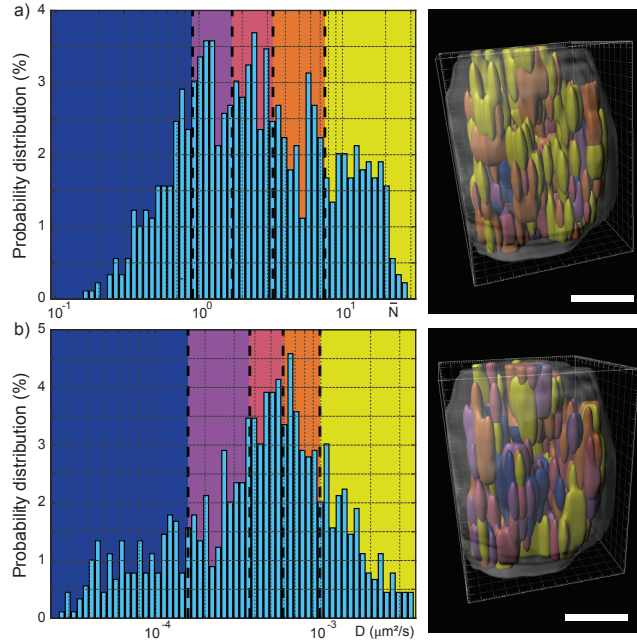 a)
Probability distribution (%)
4
3
2
1
0
10⁻¹ 10⁰ 10¹ N̄
b)
Probability distribution (%)
5
4
3
2
1
0
10⁻⁴ 10⁻³ D (μm²/s)